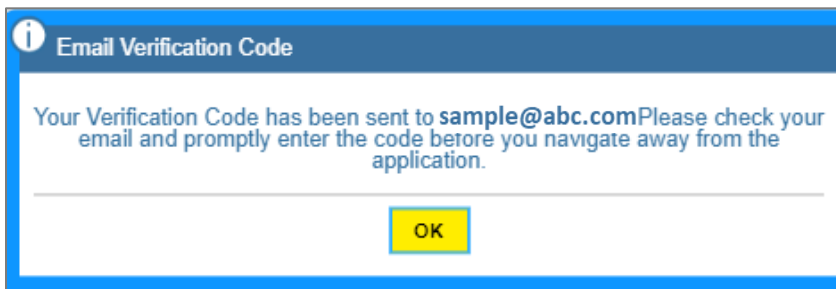 Email Verification Code
Your Verification Code has been sent to sample@abc.comPlease check your
email and promptly enter the code before you navigate away from the
application.
OK